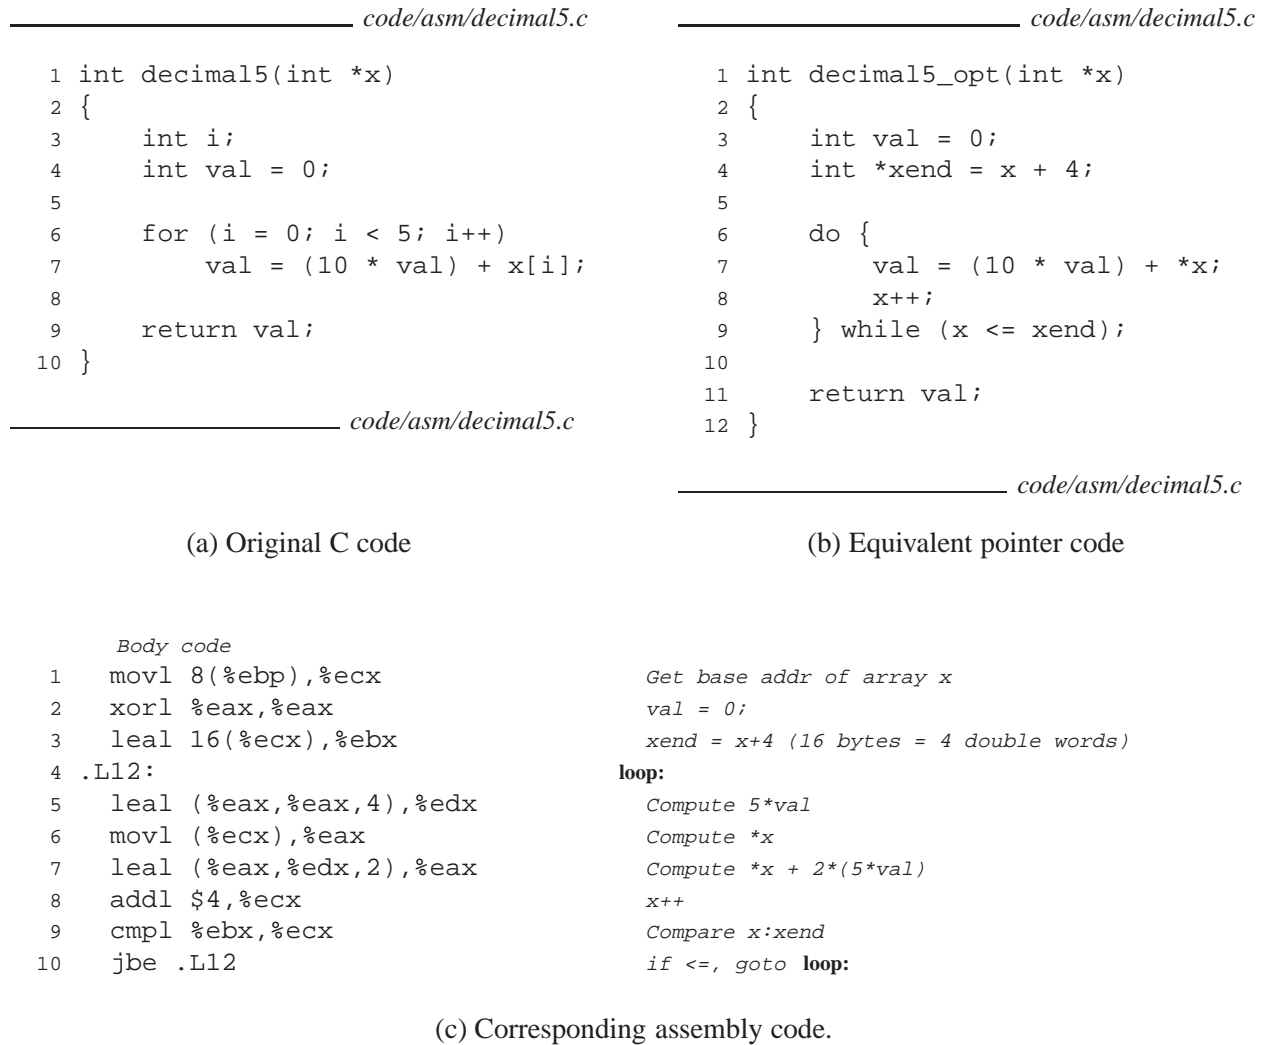 code/asm/decimal5.c
1 int decimal5(int *x)
2 {
3     int i;
4     int val = 0;
5
6     for (i = 0; i < 5; i++)
7         val = (10 * val) + x[i];
8
9     return val;
10 }
code/asm/decimal5.c
(a) Original C code
code/asm/decimal5.c
1 int decimal5_opt(int *x)
2 {
3     int val = 0;
4     int *xend = x + 4;
5
6     do {
7         val = (10 * val) + *x;
8         x++;
9     } while (x <= xend);
10
11     return val;
12 }
code/asm/decimal5.c
(b) Equivalent pointer code
Body code
1   movl 8(%ebp),%ecx   Get base addr of array x
2   xorl %eax,%eax   val = 0;
3   leal 16(%ecx),%ebx   xend = x+4 (16 bytes = 4 double words)
4 .L12:   loop:
5   leal (%eax,%eax,4),%edx   Compute 5*val
6   movl (%ecx),%eax   Compute *x
7   leal (%eax,%edx,2),%eax   Compute *x + 2*(5*val)
8   addl $4,%ecx   x++
9   cmpl %ebx,%ecx   Compare x:xend
10   jbe .L12   if <=, goto loop:
(c) Corresponding assembly code.